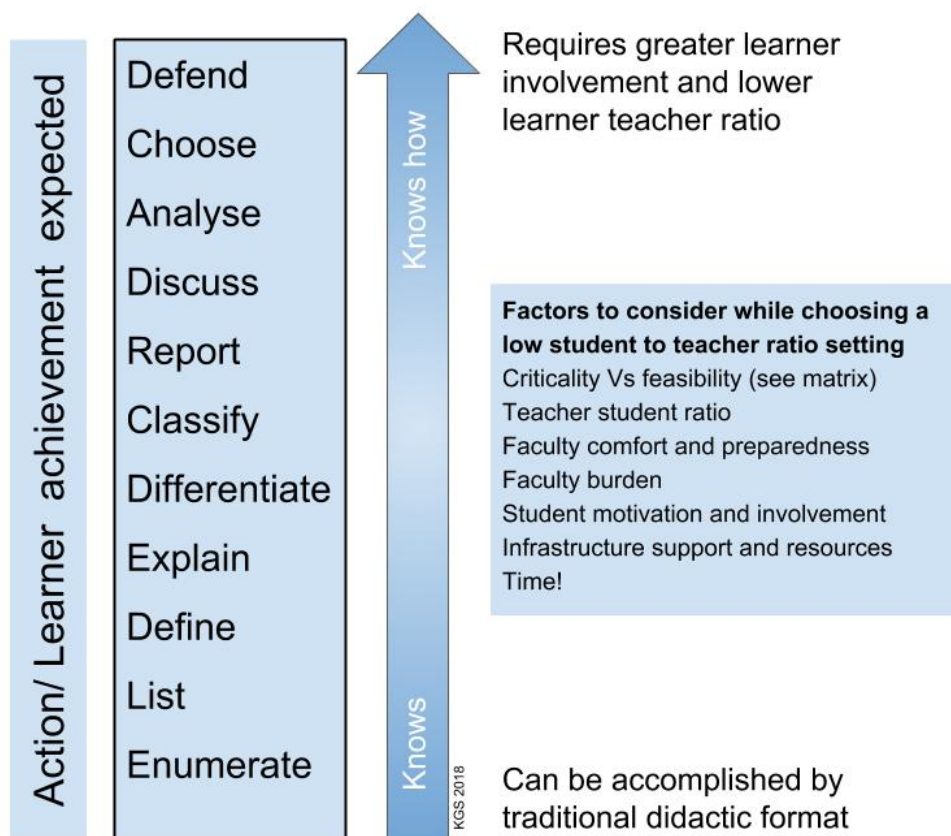 Action/ Learner achievement expected
Defend
Choose
Analyse
Discuss
Report
Classify
Differentiate
Explain
Define
List
Enumerate
Knows how
Knows
KGS 2018
Requires greater learner
involvement and lower
learner teacher ratio
Factors to consider while choosing a
low student to teacher ratio setting
Criticality Vs feasibility (see matrix)
Teacher student ratio
Faculty comfort and preparedness
Faculty burden
Student motivation and involvement
Infrastructure support and resources
Time!
Can be accomplished by
traditional didactic format